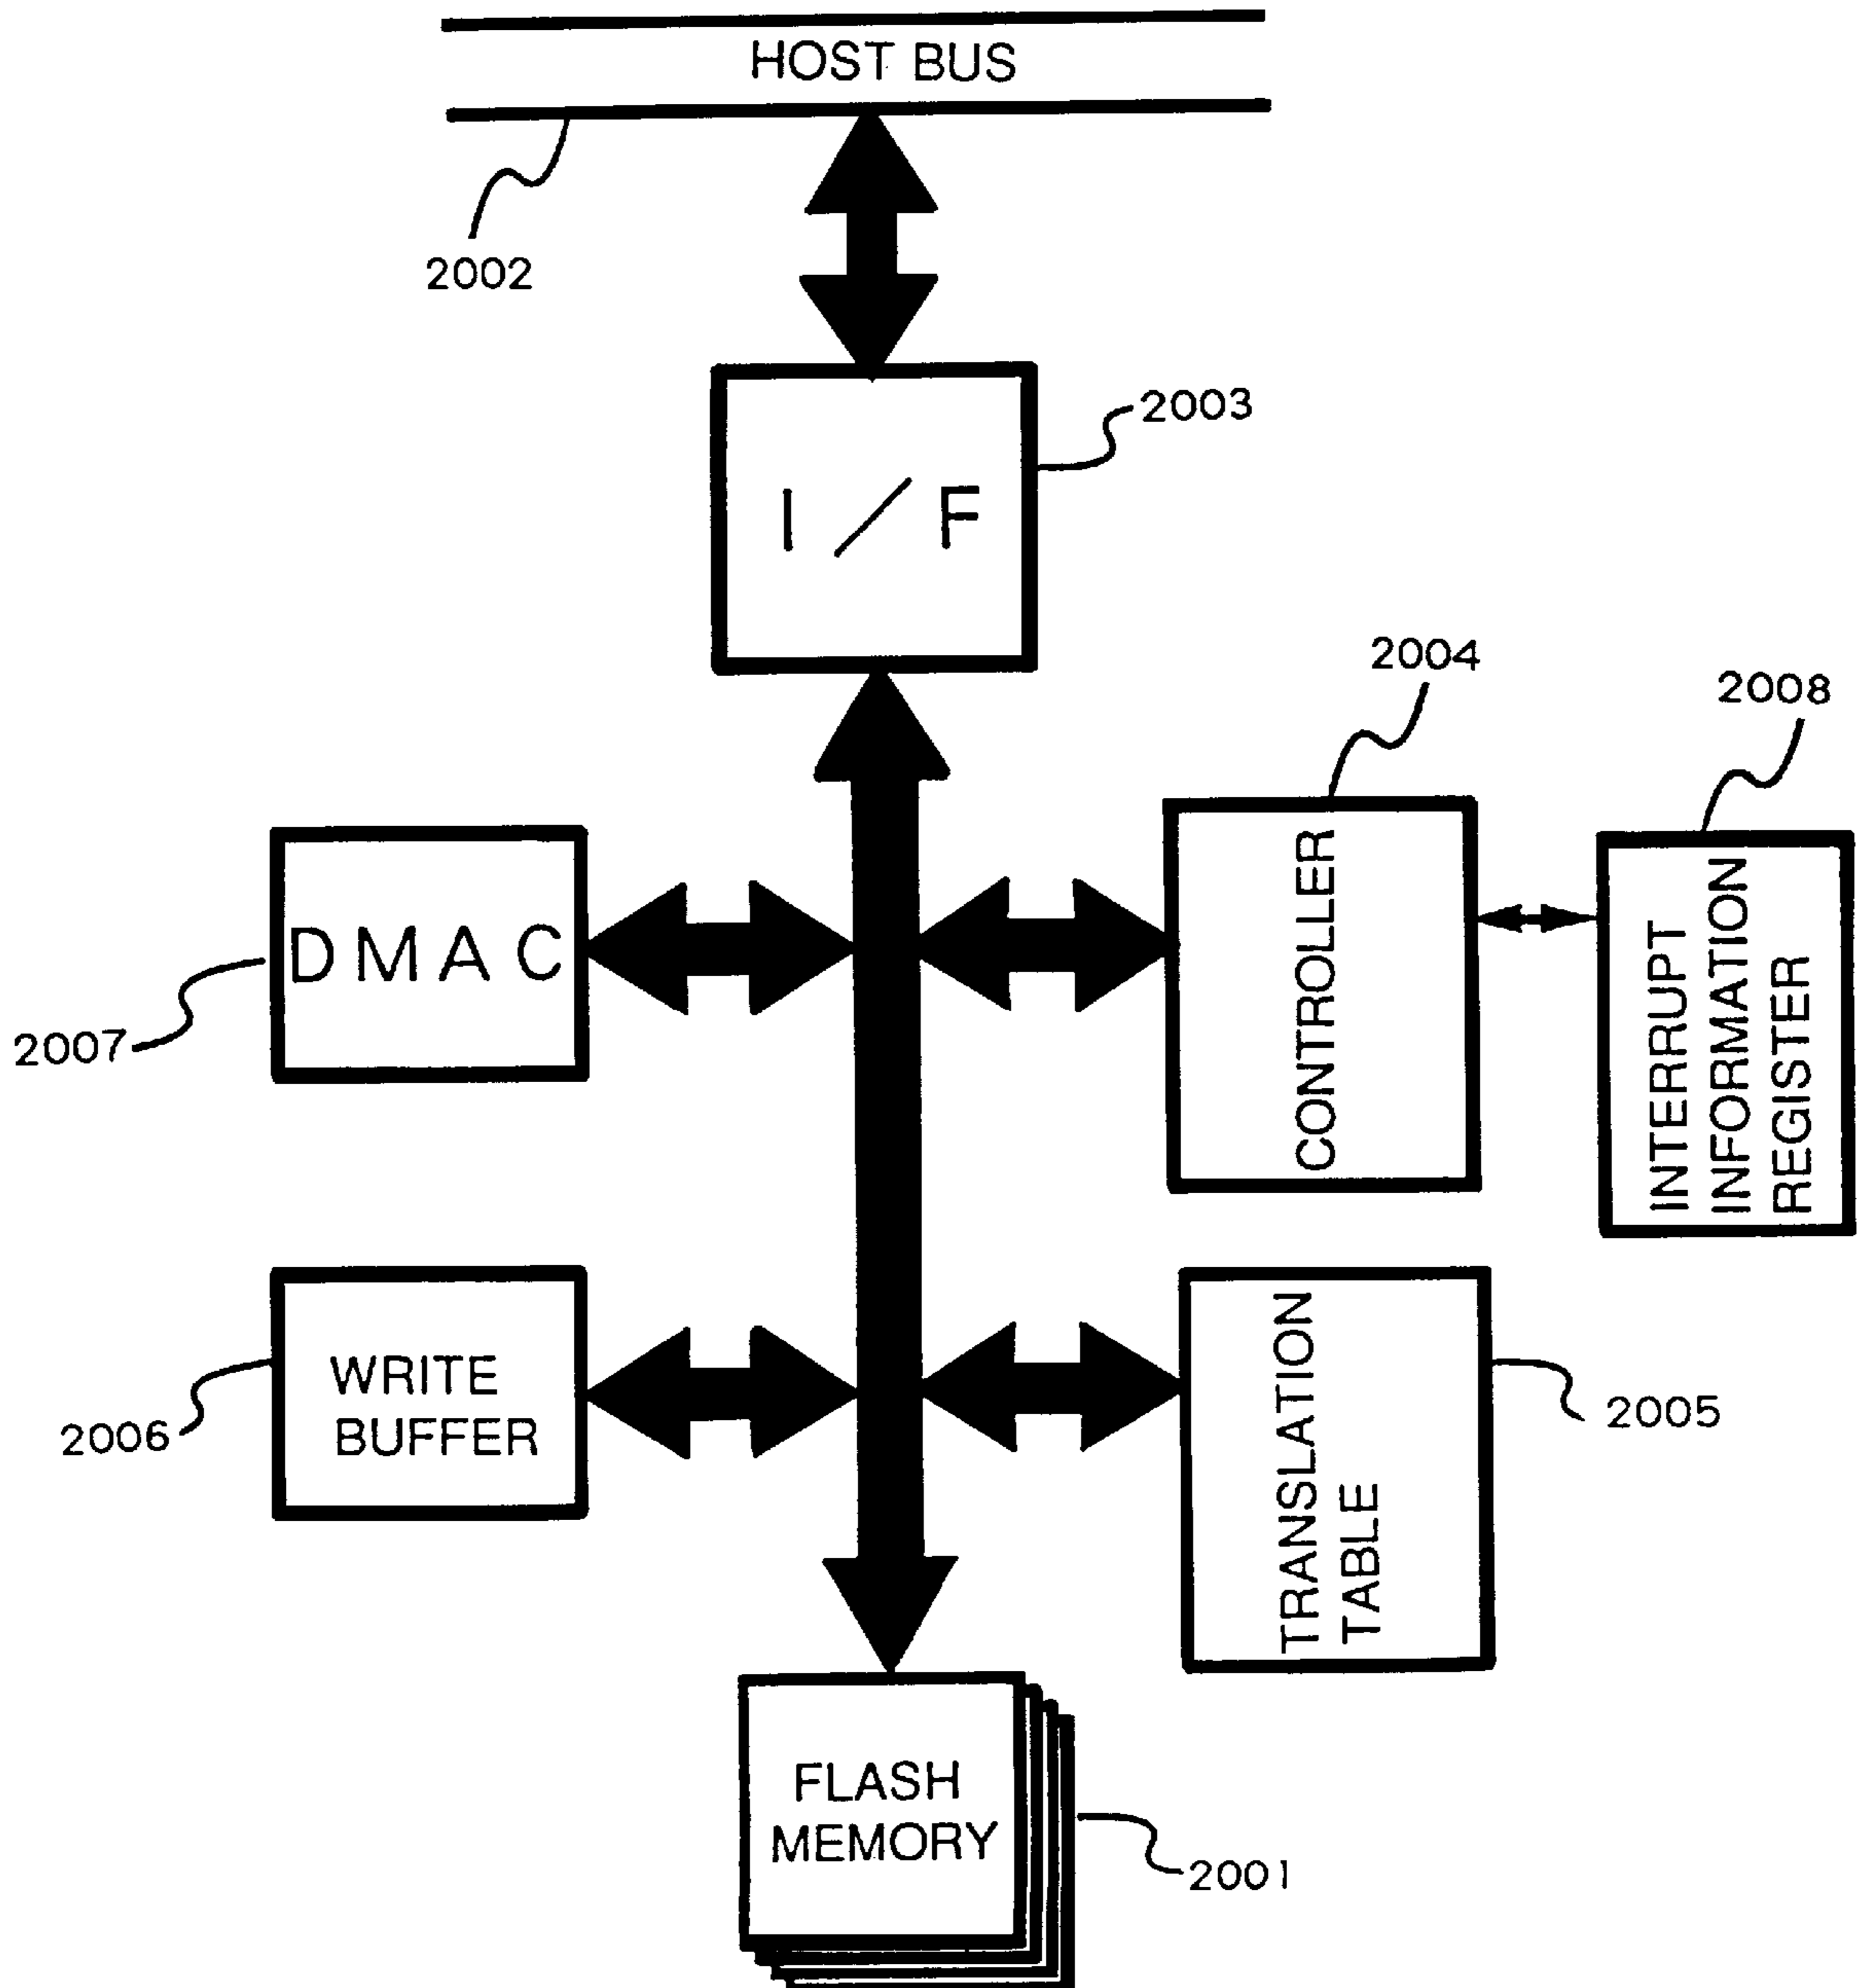 HOST BUS
2002
2003
I/F
2004
2008
DMAC
2007
CONTROLLER
INTERRUPT
INFORMATION
REGISTER
WRITE
BUFFER
2006
TRANSLATION
TABLE
2005
FLASH
MEMORY
2001